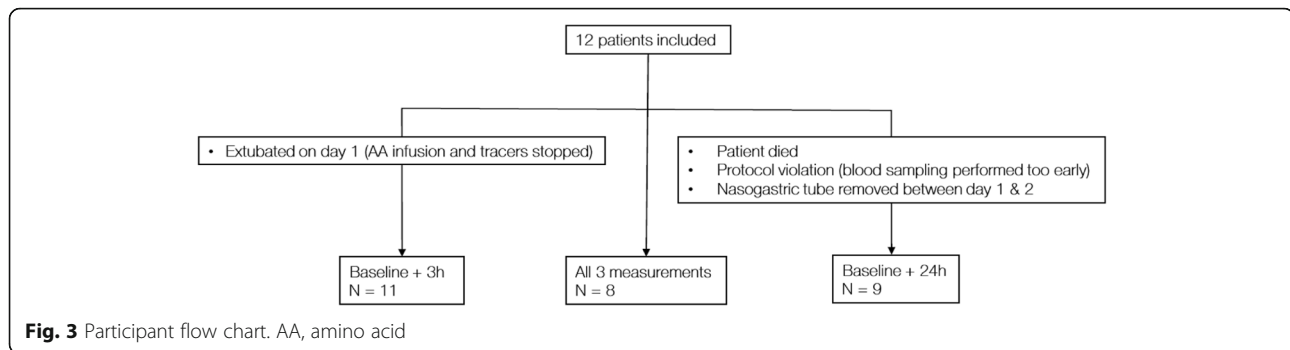 12 patients included
• Extubated on day 1 (AA infusion and tracers stopped)
• Patient died
• Protocol violation (blood sampling performed too early)
• Nasogastric tube removed between day 1 & 2
Baseline + 3h
N = 11
All 3 measurements
N = 8
Baseline + 24h
N = 9
Fig. 3 Participant flow chart. AA, amino acid